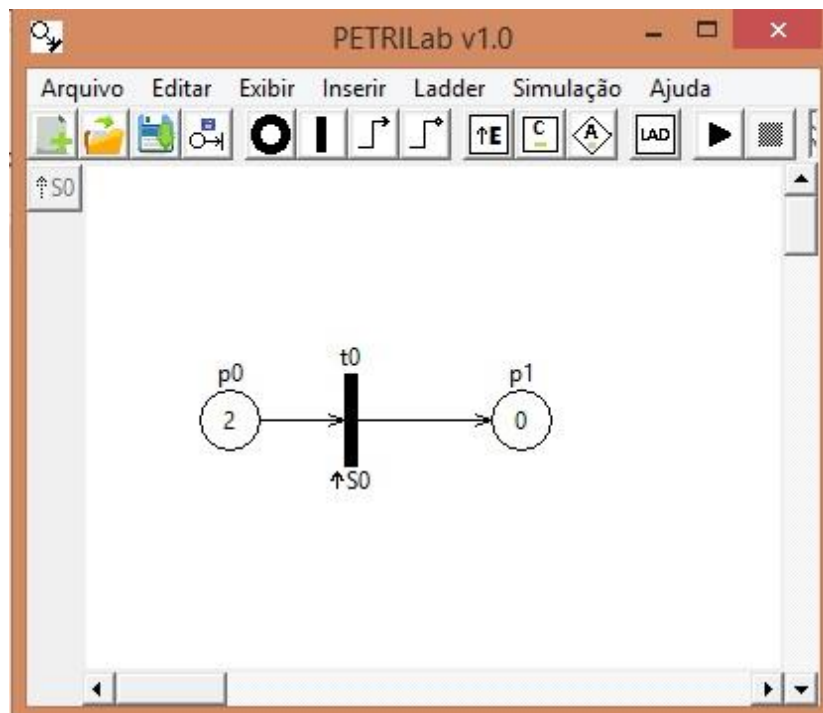 PETRILab v1.0
Arquivo Editar Exibir Inserir Ladder Simulação Ajuda
↑E C A LAD
⇡S0
t0
p0 p1
2 0
↑S0